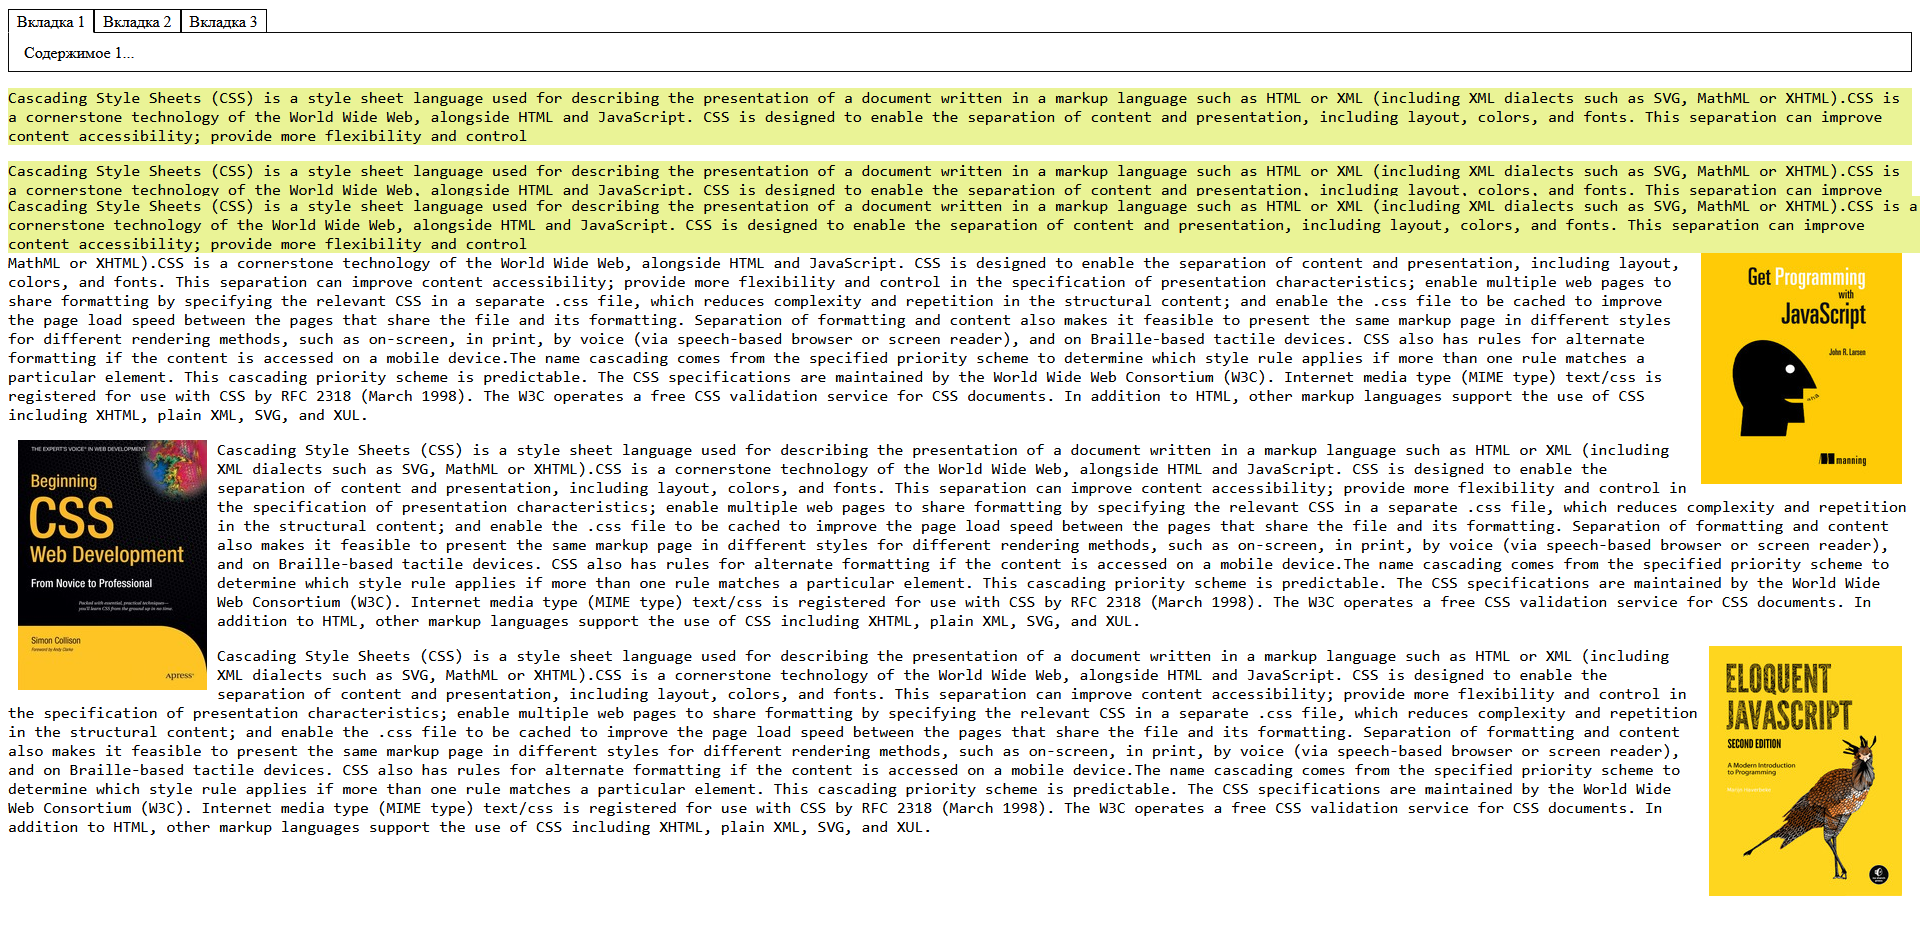 Вкладка 1 Вкладка 2 Вкладка 3
Содержимое 1...
Cascading Style Sheets (CSS) is a style sheet language used for describing the presentation of a document written in a markup language such as HTML or XML (including XML dialects such as SVG, MathML or XHTML).CSS is
a cornerstone technology of the World Wide Web, alongside HTML and JavaScript. CSS is designed to enable the separation of content and presentation, including layout, colors, and fonts. This separation can improve
content accessibility; provide more flexibility and control
Cascading Style Sheets (CSS) is a style sheet language used for describing the presentation of a document written in a markup language such as HTML or XML (including XML dialects such as SVG, MathML or XHTML).CSS is
a cornerstone technology of the World Wide Web, alongside HTML and JavaScript. CSS is designed to enable the separation of content and presentation, including layout, colors, and fonts. This separation can improve
Cascading Style Sheets (CSS) is a style sheet language used for describing the presentation of a document written in a markup language such as HTML or XML (including XML dialects such as SVG, MathML or XHTML).CSS is a
cornerstone technology of the World Wide Web, alongside HTML and JavaScript. CSS is designed to enable the separation of content and presentation, including layout, colors, and fonts. This separation can improve
content accessibility; provide more flexibility and control
MathML or XHTML).CSS is a cornerstone technology of the World Wide Web, alongside HTML and JavaScript. CSS is designed to enable the separation of content and presentation, including layout,
colors, and fonts. This separation can improve content accessibility; provide more flexibility and control in the specification of presentation characteristics; enable multiple web pages to
share formatting by specifying the relevant CSS in a separate .css file, which reduces complexity and repetition in the structural content; and enable the .css file to be cached to improve
the page load speed between the pages that share the file and its formatting. Separation of formatting and content also makes it feasible to present the same markup page in different styles
for different rendering methods, such as on-screen, in print, by voice (via speech-based browser or screen reader), and on Braille-based tactile devices. CSS also has rules for alternate
formatting if the content is accessed on a mobile device.The name cascading comes from the specified priority scheme to determine which style rule applies if more than one rule matches a
particular element. This cascading priority scheme is predictable. The CSS specifications are maintained by the World Wide Web Consortium (W3C). Internet media type (MIME type) text/css is
registered for use with CSS by RFC 2318 (March 1998). The W3C operates a free CSS validation service for CSS documents. In addition to HTML, other markup languages support the use of CSS
including XHTML, plain XML, SVG, and XUL.
Get Programming
with
JavaScript
John R. Larsen
manning
THE EXPERT'S VOICE® IN WEB DEVELOPMENT
Beginning
CSS
Web Development
From Novice to Professional
Packed with essential, practical techniques—
you'll learn CSS from the ground up in no time.
Simon Collison
Foreword by Andy Clarke
Apress®
Cascading Style Sheets (CSS) is a style sheet language used for describing the presentation of a document written in a markup language such as HTML or XML (including
XML dialects such as SVG, MathML or XHTML).CSS is a cornerstone technology of the World Wide Web, alongside HTML and JavaScript. CSS is designed to enable the
separation of content and presentation, including layout, colors, and fonts. This separation can improve content accessibility; provide more flexibility and control in
the specification of presentation characteristics; enable multiple web pages to share formatting by specifying the relevant CSS in a separate .css file, which reduces complexity and repetition
in the structural content; and enable the .css file to be cached to improve the page load speed between the pages that share the file and its formatting. Separation of formatting and content
also makes it feasible to present the same markup page in different styles for different rendering methods, such as on-screen, in print, by voice (via speech-based browser or screen reader),
and on Braille-based tactile devices. CSS also has rules for alternate formatting if the content is accessed on a mobile device.The name cascading comes from the specified priority scheme to
determine which style rule applies if more than one rule matches a particular element. This cascading priority scheme is predictable. The CSS specifications are maintained by the World Wide
Web Consortium (W3C). Internet media type (MIME type) text/css is registered for use with CSS by RFC 2318 (March 1998). The W3C operates a free CSS validation service for CSS documents. In
addition to HTML, other markup languages support the use of CSS including XHTML, plain XML, SVG, and XUL.
Cascading Style Sheets (CSS) is a style sheet language used for describing the presentation of a document written in a markup language such as HTML or XML (including
XML dialects such as SVG, MathML or XHTML).CSS is a cornerstone technology of the World Wide Web, alongside HTML and JavaScript. CSS is designed to enable the
separation of content and presentation, including layout, colors, and fonts. This separation can improve content accessibility; provide more flexibility and control in
the specification of presentation characteristics; enable multiple web pages to share formatting by specifying the relevant CSS in a separate .css file, which reduces complexity and repetition
in the structural content; and enable the .css file to be cached to improve the page load speed between the pages that share the file and its formatting. Separation of formatting and content
also makes it feasible to present the same markup page in different styles for different rendering methods, such as on-screen, in print, by voice (via speech-based browser or screen reader),
and on Braille-based tactile devices. CSS also has rules for alternate formatting if the content is accessed on a mobile device.The name cascading comes from the specified priority scheme to
determine which style rule applies if more than one rule matches a particular element. This cascading priority scheme is predictable. The CSS specifications are maintained by the World Wide
Web Consortium (W3C). Internet media type (MIME type) text/css is registered for use with CSS by RFC 2318 (March 1998). The W3C operates a free CSS validation service for CSS documents. In
addition to HTML, other markup languages support the use of CSS including XHTML, plain XML, SVG, and XUL.
ELOQUENT
JAVASCRIPT
SECOND EDITION
A Modern Introduction
to Programming
Marijn Haverbeke